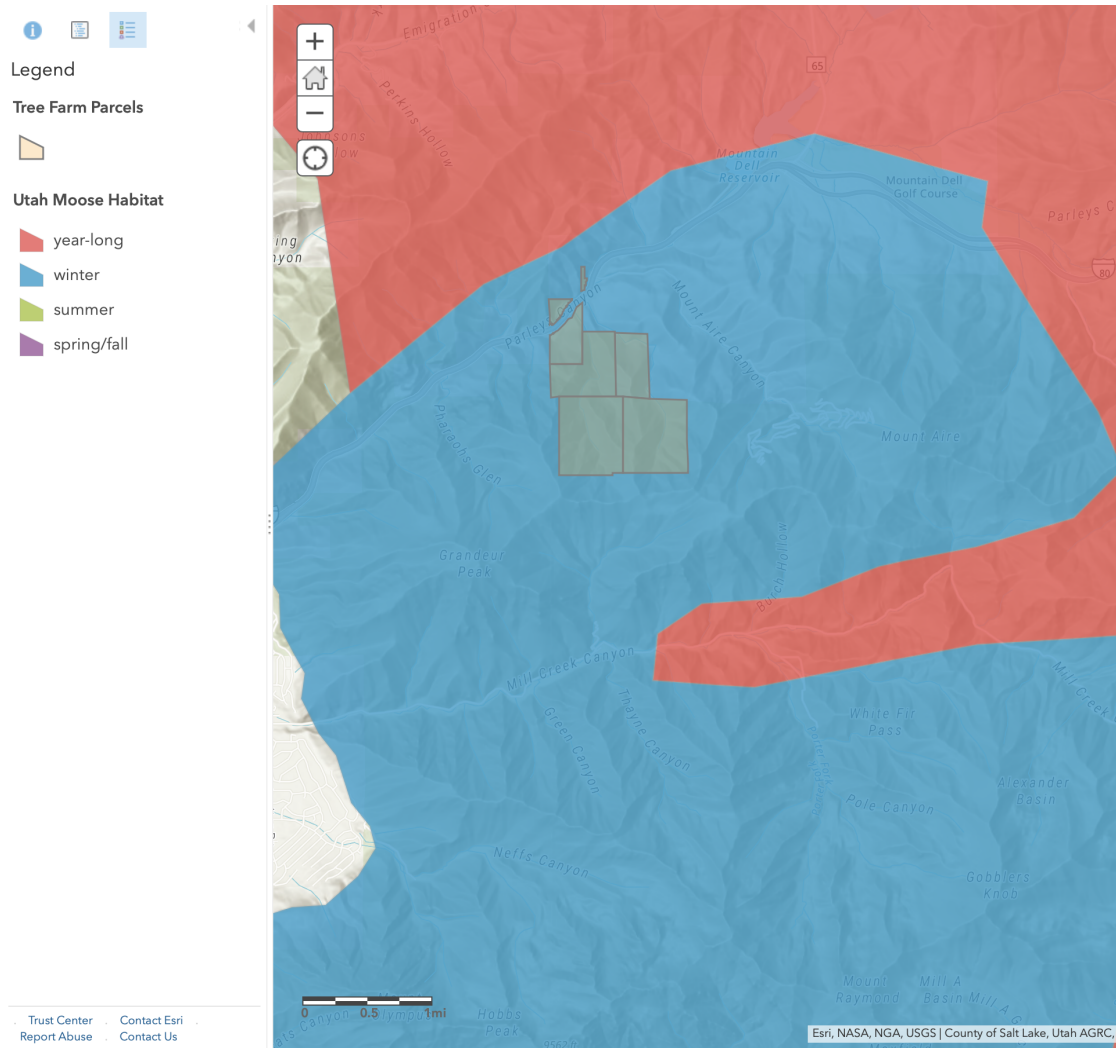 Legend
Tree Farm Parcels
Utah Moose Habitat
year-long
winter
summer
spring/fall
Trust Center
Contact Esri
Report Abuse
Contact Us
+
−
Emigration
65
Perkins Hollow
Mountain
Dell
Reservoir
Mountain Dell
Golf Course
Parleys C
80
Parleys Canyon
Mount Aire Canyon
Mount Aire
Pharaohs Glen
Grandeur
Peak
Burch Hollow
Mill Creek Canyon
Thayne Canyon
Green Canyon
White Fir
Pass
Mill Creek
Alexander
Basin
Pole Canyon
Neffs Canyon
Gobblers
Knob
Mount
Raymond
Mill A
Basin
Mill A G
Hobbs
Peak
0 0.5 1mi
Esri, NASA, NGA, USGS | County of Salt Lake, Utah AGRC,